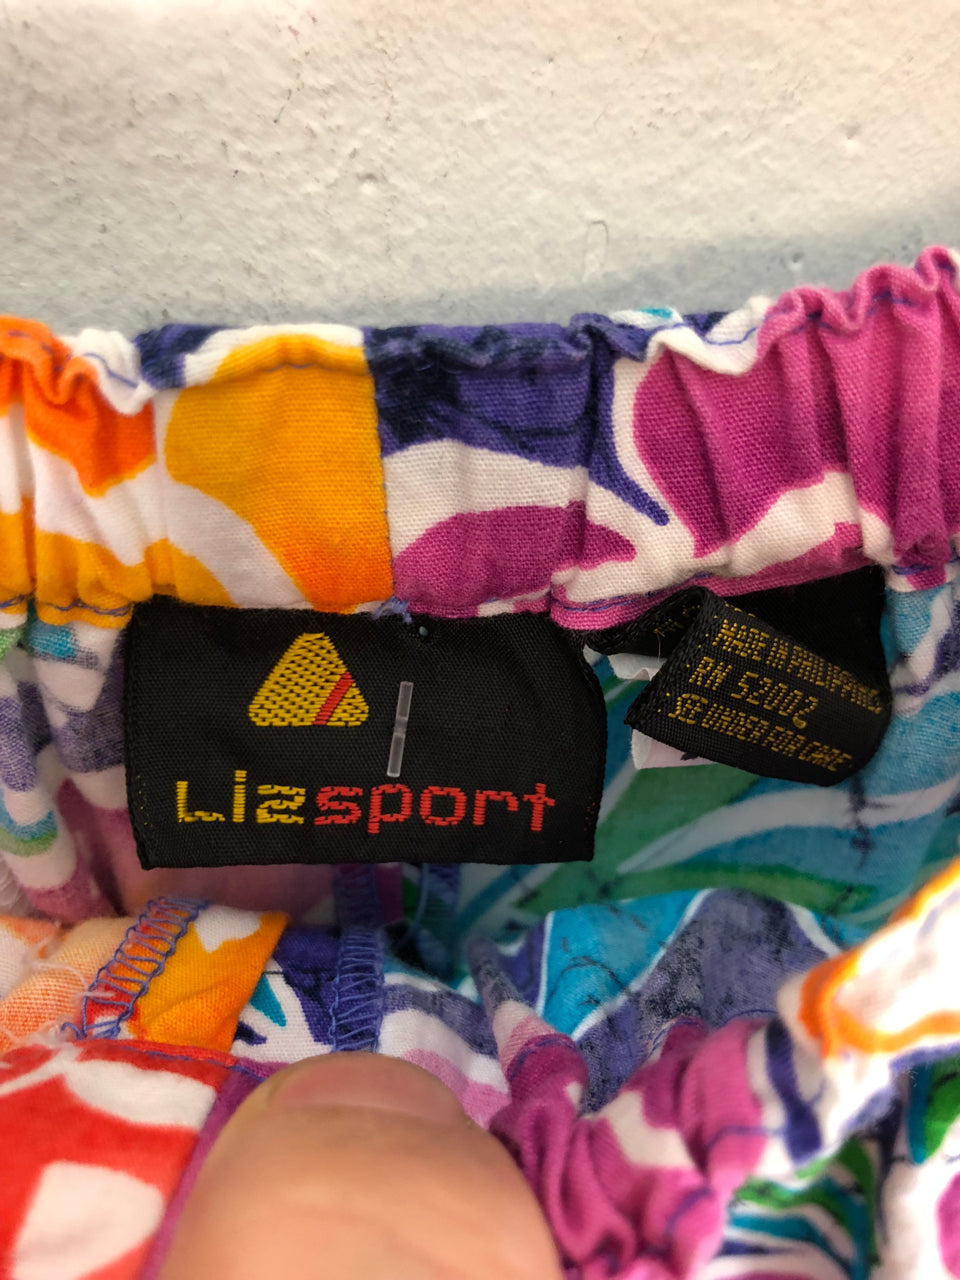 Lizsport
MADE IN PHILIPPINES
RN 52002
SEE UNDER FOR CARE